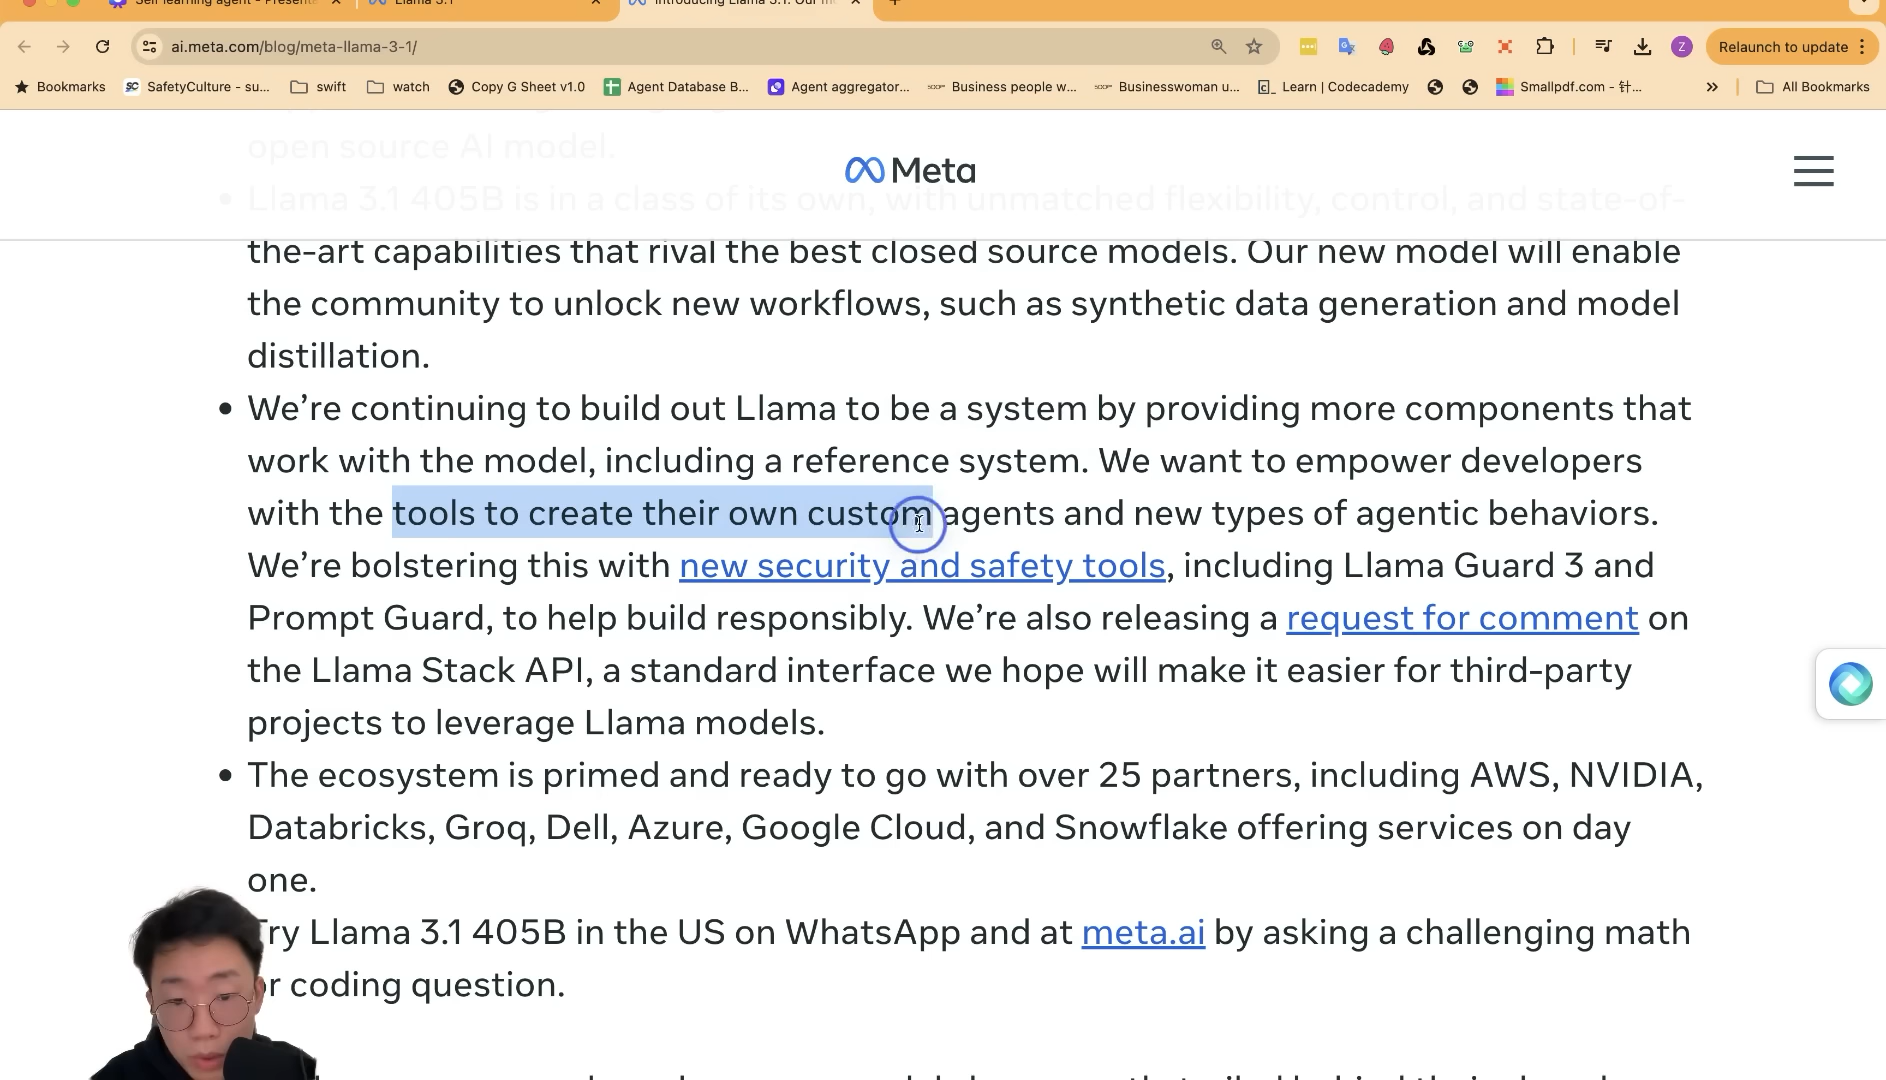 Self learning agent - Present
Llama 3.1
Introducing Llama 3.1: Our m
ai.meta.com/blog/meta-llama-3-1/
Relaunch to update
Bookmarks
SafetyCulture - su...
swift
watch
Copy G Sheet v1.0
Agent Database B...
Agent aggregator...
Business people w...
Businesswoman u...
Learn | Codecademy
Smallpdf.com - 针...
All Bookmarks
open source AI model.
Meta
• Llama 3.1 405B is in a class of its own, with unmatched flexibility, control, and state-of-
the-art capabilities that rival the best closed source models. Our new model will enable
the community to unlock new workflows, such as synthetic data generation and model
distillation.
• We’re continuing to build out Llama to be a system by providing more components that
work with the model, including a reference system. We want to empower developers
with the tools to create their own custom agents and new types of agentic behaviors.
We’re bolstering this with new security and safety tools, including Llama Guard 3 and
Prompt Guard, to help build responsibly. We’re also releasing a request for comment on
the Llama Stack API, a standard interface we hope will make it easier for third-party
projects to leverage Llama models.
• The ecosystem is primed and ready to go with over 25 partners, including AWS, NVIDIA,
Databricks, Groq, Dell, Azure, Google Cloud, and Snowflake offering services on day
one.
Try Llama 3.1 405B in the US on WhatsApp and at meta.ai by asking a challenging math
or coding question.